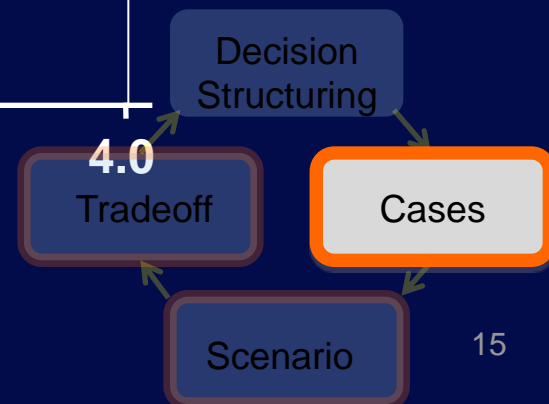 Decision
Structuring
4.0
Tradeoff
Cases
Scenario
15